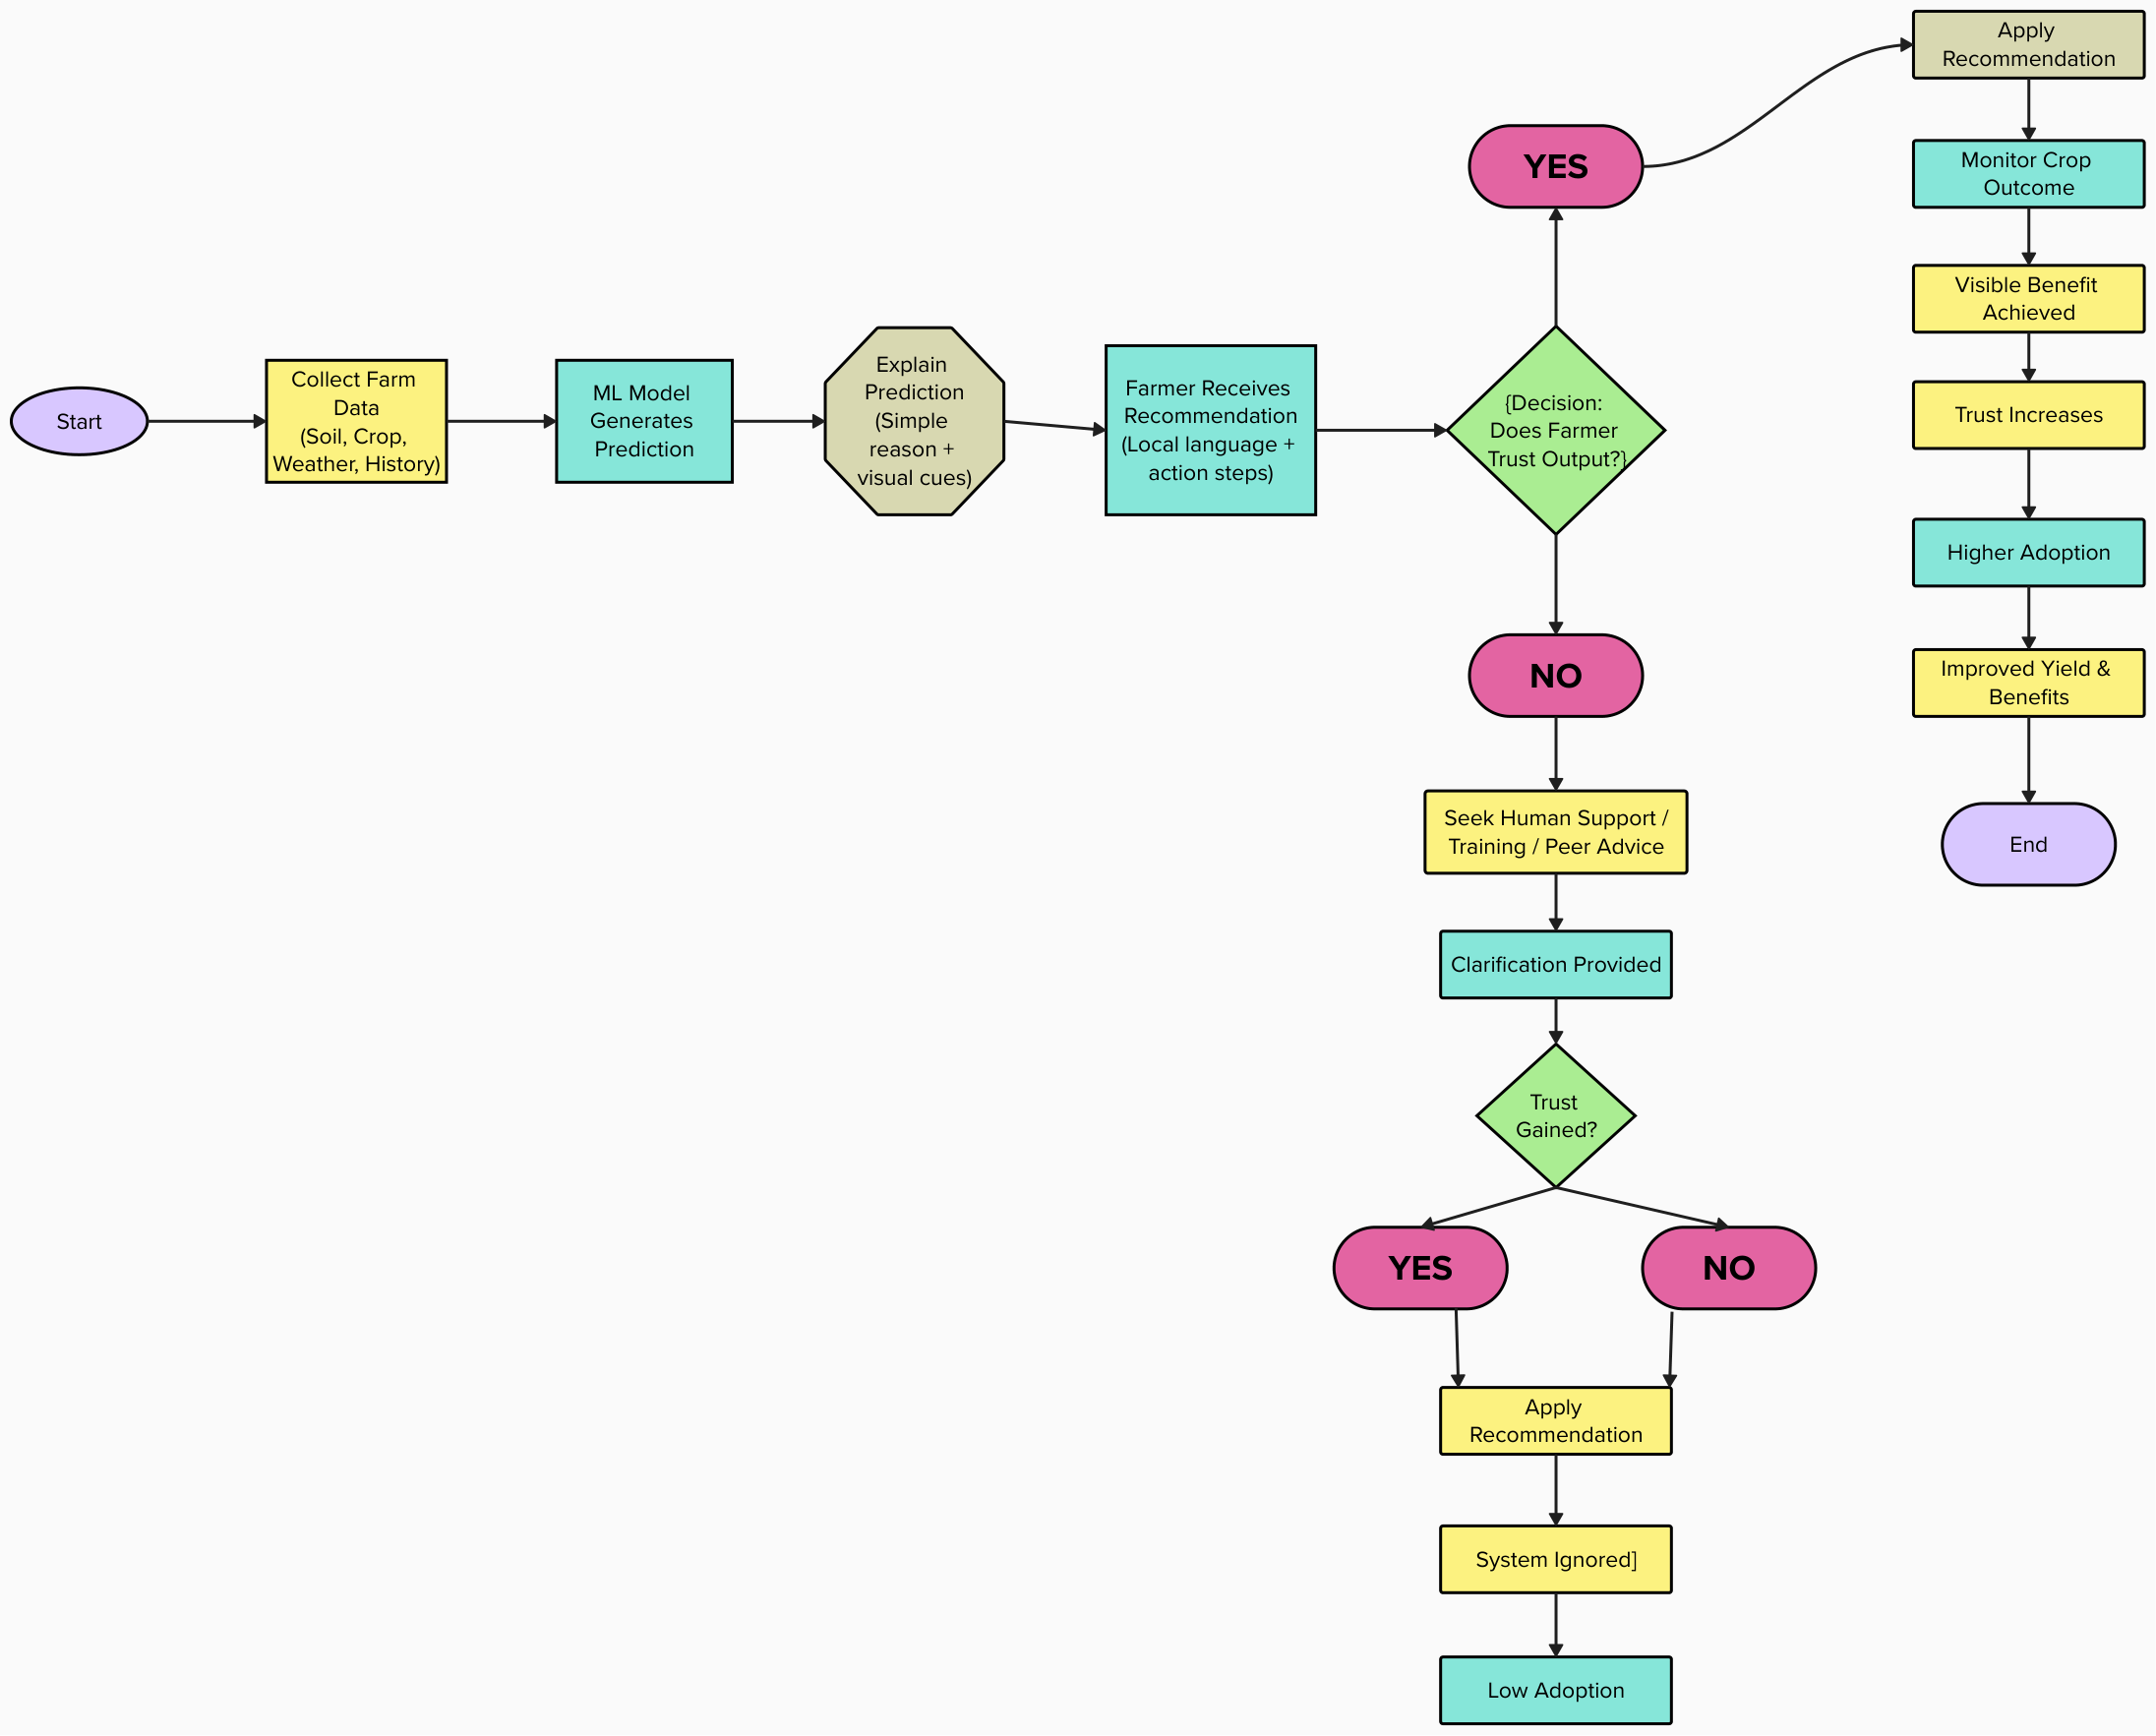 Start
Collect Farm
Data
(Soil, Crop,
Weather, History)
ML Model
Generates
Prediction
Explain
Prediction
(Simple
reason +
visual cues)
Farmer Receives
Recommendation
(Local language +
action steps)
{Decision:
Does Farmer
Trust Output?}
YES
Apply
Recommendation
Monitor Crop
Outcome
Visible Benefit
Achieved
Trust Increases
Higher Adoption
Improved Yield &
Benefits
End
NO
Seek Human Support /
Training / Peer Advice
Clarification Provided
Trust
Gained?
YES
NO
Apply
Recommendation
System Ignored]
Low Adoption